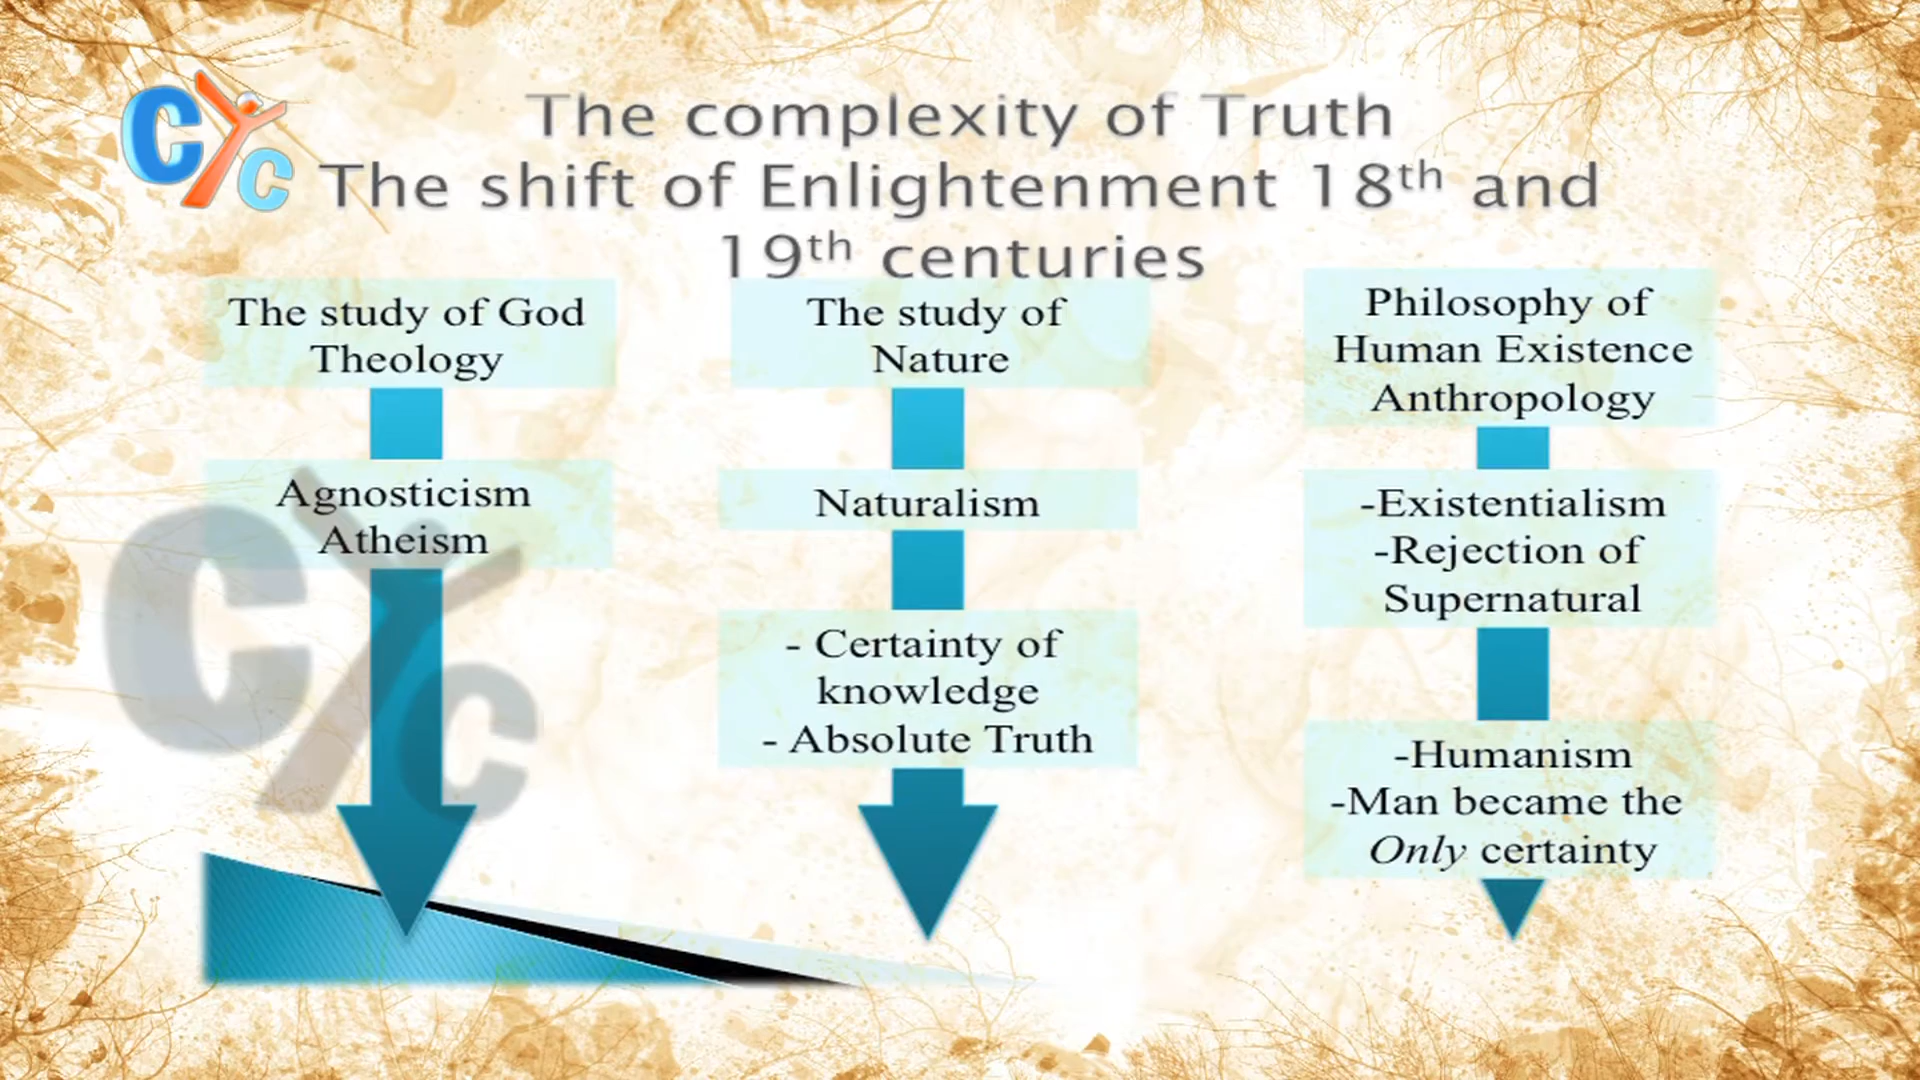 CYC
The complexity of Truth
The shift of Enlightenment 18th and
19th centuries
The study of God
Theology
Agnosticism
Atheism
The study of
Nature
Naturalism
- Certainty of
knowledge
- Absolute Truth
Philosophy of
Human Existence
Anthropology
-Existentialism
-Rejection of
Supernatural
-Humanism
-Man became the
Only certainty
CYC